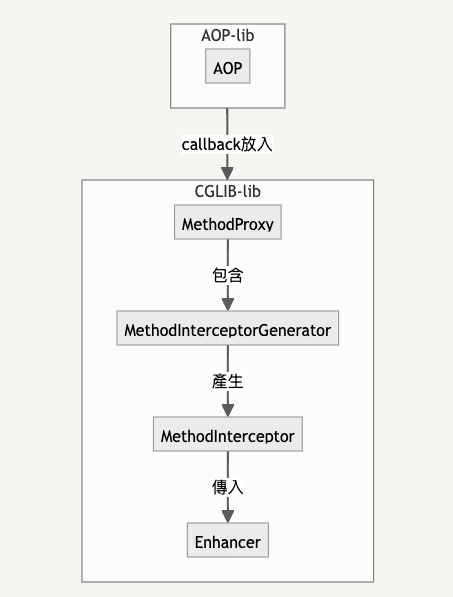 AOP-lib
AOP
callback放入
CGLIB-lib
MethodProxy
包含
MethodInterceptorGenerator
產生
MethodInterceptor
傳入
Enhancer